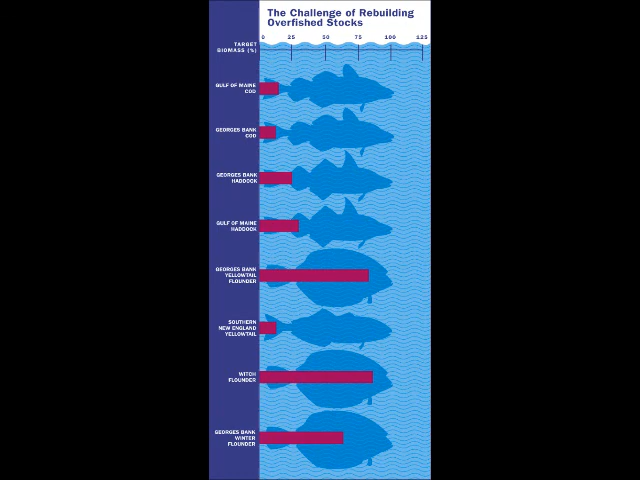 The Challenge of Rebuilding
Overfished Stocks
0 25 50 75 100 125
TARGET
BIOMASS (%)
GULF OF MAINE
COD
GEORGES BANK
COD
GEORGES BANK
HADDOCK
GULF OF MAINE
HADDOCK
GEORGES BANK
YELLOWTAIL
FLOUNDER
SOUTHERN
NEW ENGLAND
YELLOWTAIL
WITCH
FLOUNDER
GEORGES BANK
WINTER
FLOUNDER